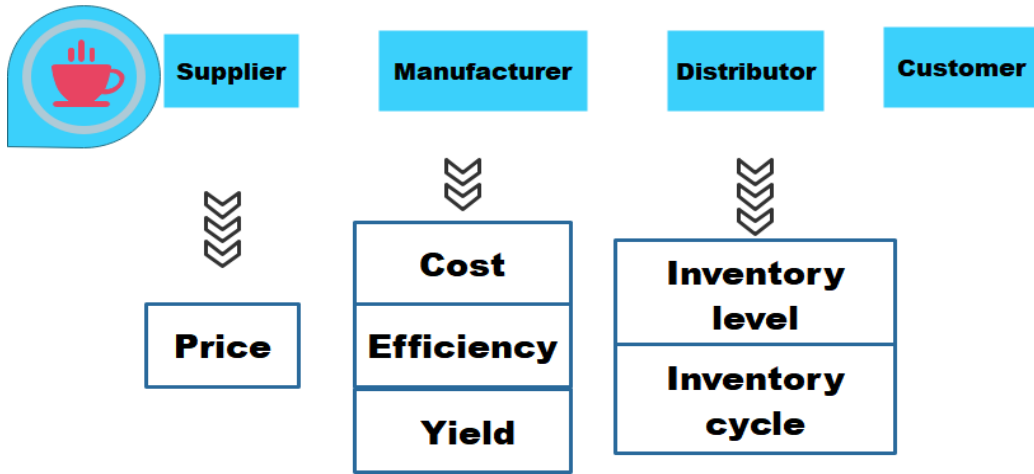 Supplier
Manufacturer
Distributor
Customer
Price
Cost
Efficiency
Yield
Inventory
level
Inventory
cycle